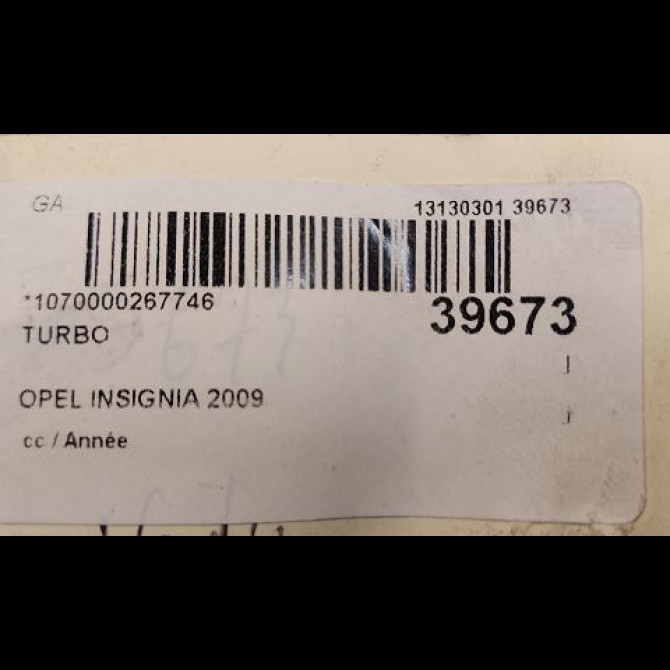 GA 13130301 39673
*1070000267746 39673
TURBO
OPEL INSIGNIA 2009
cc / Année